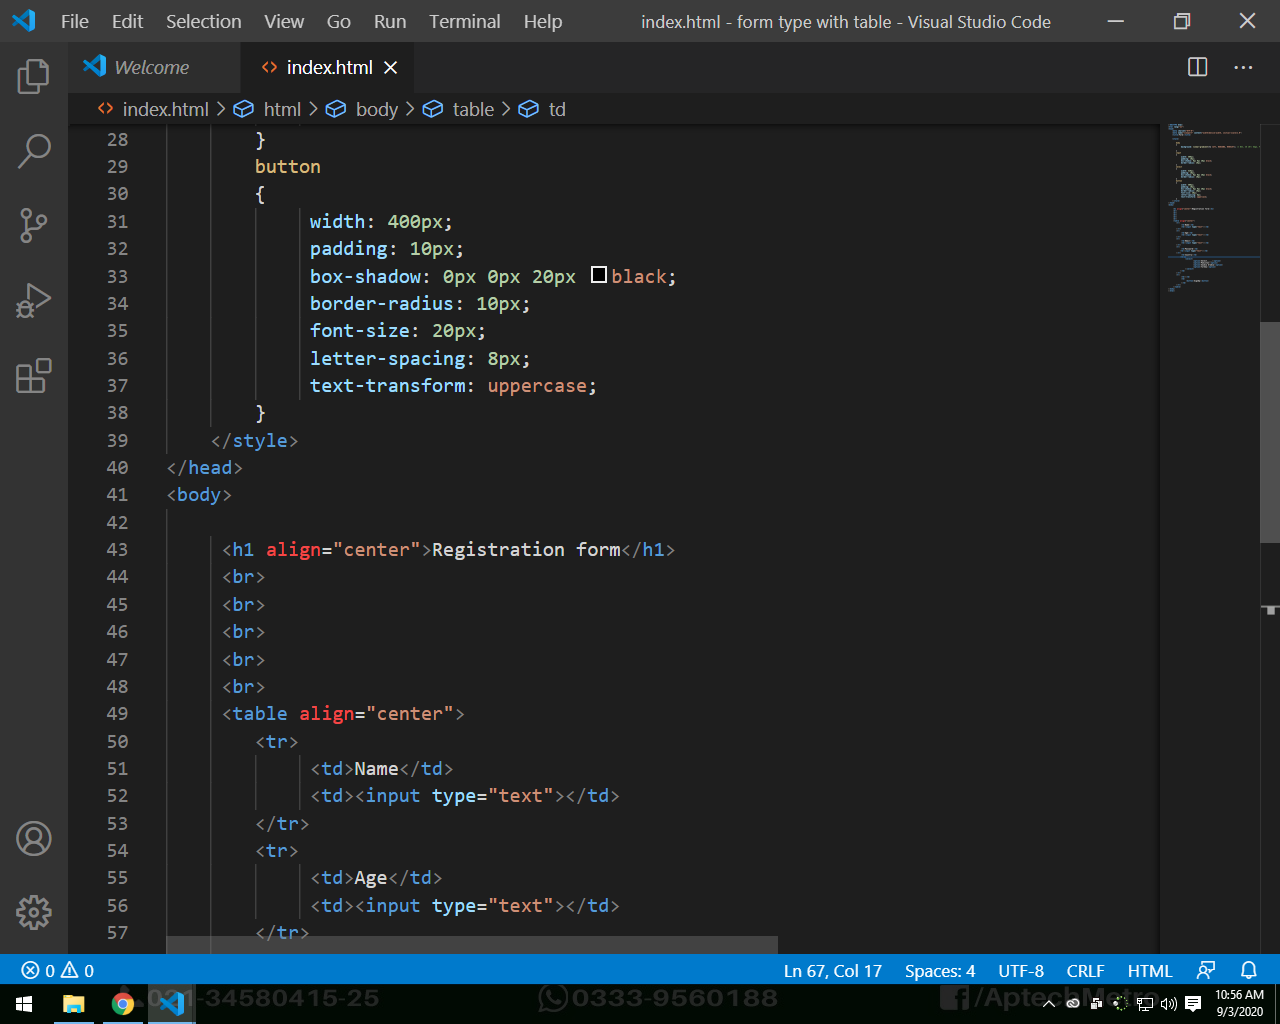 File Edit Selection View Go Run Terminal Help index.html - form type with table - Visual Studio Code
Welcome index.html
index.html > html > body > table > td
28 }
29 button
30 {
31 width: 400px;
32 padding: 10px;
33 box-shadow: 0px 0px 20px black;
34 border-radius: 10px;
35 font-size: 20px;
36 letter-spacing: 8px;
37 text-transform: uppercase;
38 }
39 </style>
40 </head>
41 <body>
42
43 <h1 align="center">Registration form</h1>
44 <br>
45 <br>
46 <br>
47 <br>
48 <br>
49 <table align="center">
50 <tr>
51 <td>Name</td>
52 <td><input type="text"></td>
53 </tr>
54 <tr>
55 <td>Age</td>
56 <td><input type="text"></td>
57 </tr>
0 0 Ln 67, Col 17 Spaces: 4 UTF-8 CRLF HTML
021-34580415-25 0333-9560188 /AptechMetro 10:56 AM
9/3/2020